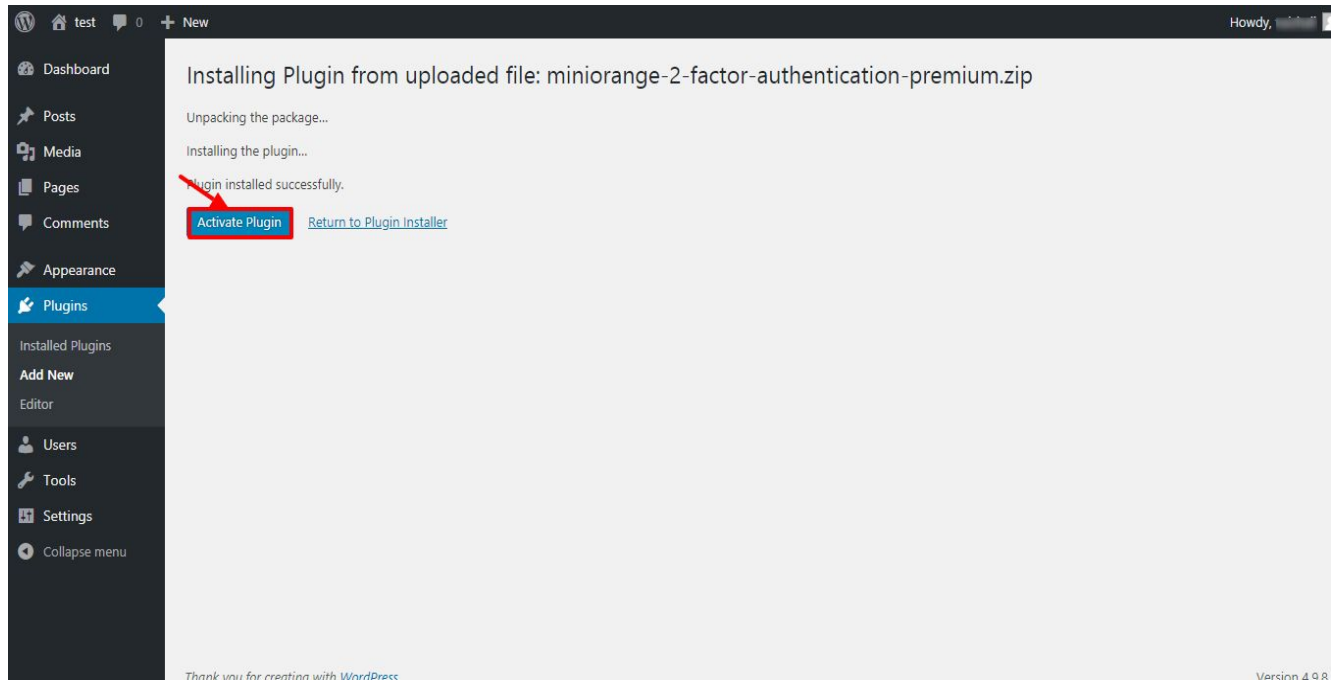 test 0 + New Howdy,
Dashboard
Posts
Media
Pages
Comments
Appearance
Plugins
Installed Plugins
Add New
Editor
Users
Tools
Settings
Collapse menu
Installing Plugin from uploaded file: miniorange-2-factor-authentication-premium.zip
Unpacking the package...
Installing the plugin...
Plugin installed successfully.
Activate Plugin Return to Plugin Installer
Thank you for creating with WordPress Version 4.9.8